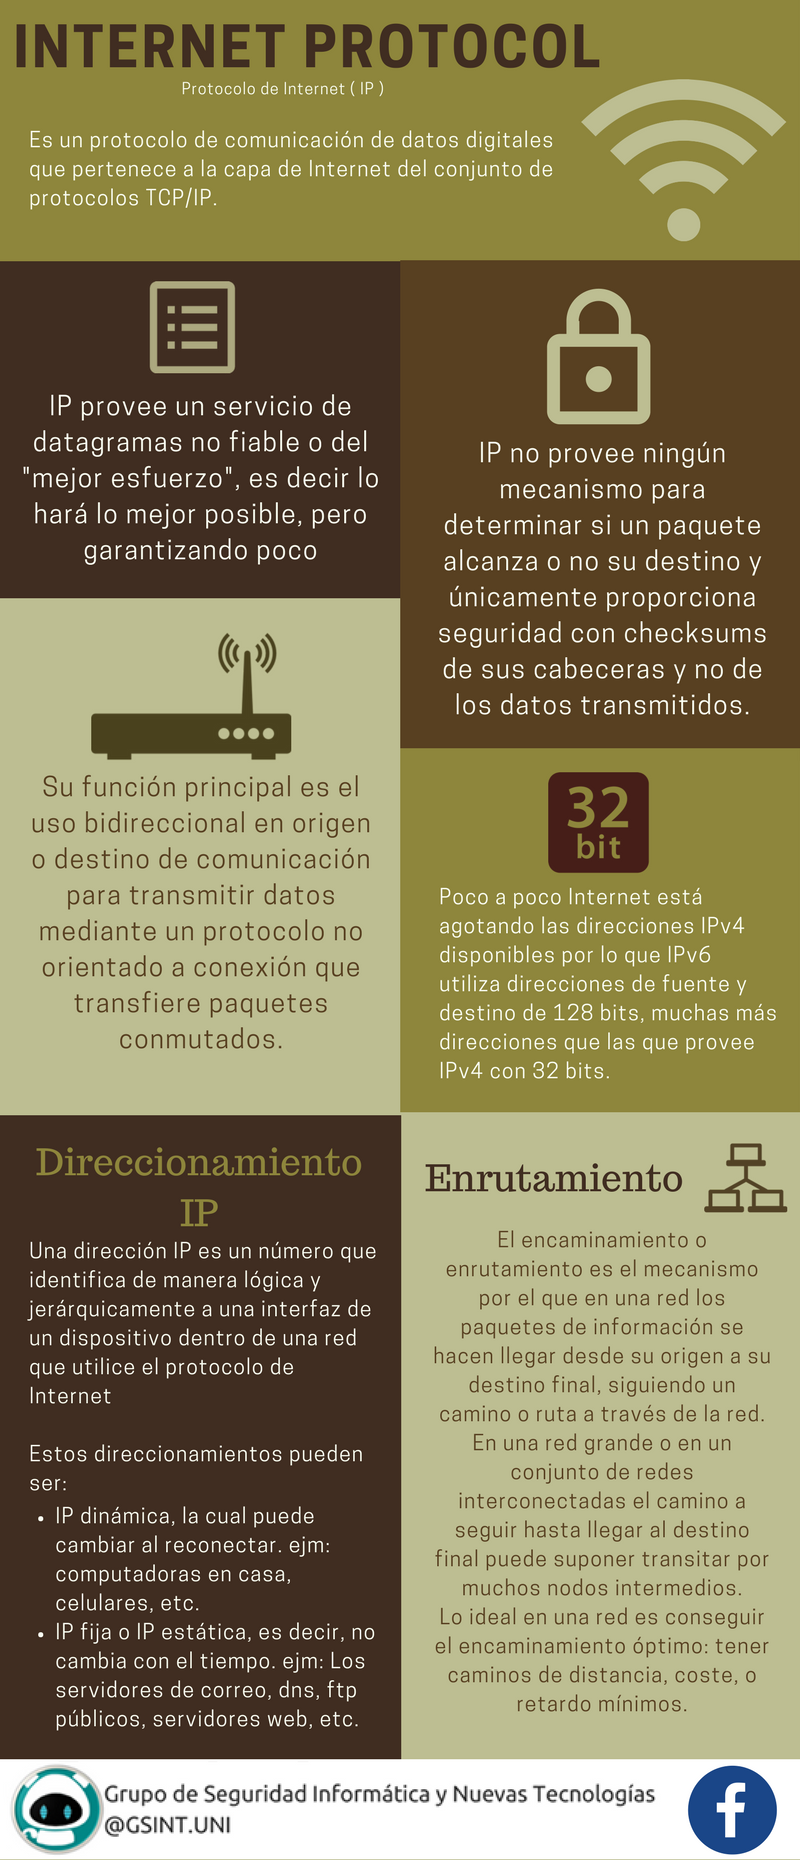 INTERNET PROTOCOL
Protocolo de Internet ( IP )
Es un protocolo de comunicación de datos digitales
que pertenece a la capa de Internet del conjunto de
protocolos TCP/IP.
IP provee un servicio de
datagramas no fiable o del
"mejor esfuerzo", es decir lo
hará lo mejor posible, pero
garantizando poco
IP no provee ningún
mecanismo para
determinar si un paquete
alcanza o no su destino y
únicamente proporciona
seguridad con checksums
de sus cabeceras y no de
los datos transmitidos.
Su función principal es el
uso bidireccional en origen
o destino de comunicación
para transmitir datos
mediante un protocolo no
orientado a conexión que
transfiere paquetes
conmutados.
32
bit
Poco a poco Internet está
agotando las direcciones IPv4
disponibles por lo que IPv6
utiliza direcciones de fuente y
destino de 128 bits, muchas más
direcciones que las que provee
IPv4 con 32 bits.
Direccionamiento
IP
Una dirección IP es un número que
identifica de manera lógica y
jerárquicamente a una interfaz de
un dispositivo dentro de una red
que utilice el protocolo de
Internet
Estos direccionamientos pueden
ser:
• IP dinámica, la cual puede
cambiar al reconectar. ejm:
computadoras en casa,
celulares, etc.
• IP fija o IP estática, es decir, no
cambia con el tiempo. ejm: Los
servidores de correo, dns, ftp
públicos, servidores web, etc.
Enrutamiento
El encaminamiento o
enrutamiento es el mecanismo
por el que en una red los
paquetes de información se
hacen llegar desde su origen a su
destino final, siguiendo un
camino o ruta a través de la red.
En una red grande o en un
conjunto de redes
interconectadas el camino a
seguir hasta llegar al destino
final puede suponer transitar por
muchos nodos intermedios.
Lo ideal en una red es conseguir
el encaminamiento óptimo: tener
caminos de distancia, coste, o
retardo mínimos.
Grupo de Seguridad Informática y Nuevas Tecnologías
@GSINT.UNI
f